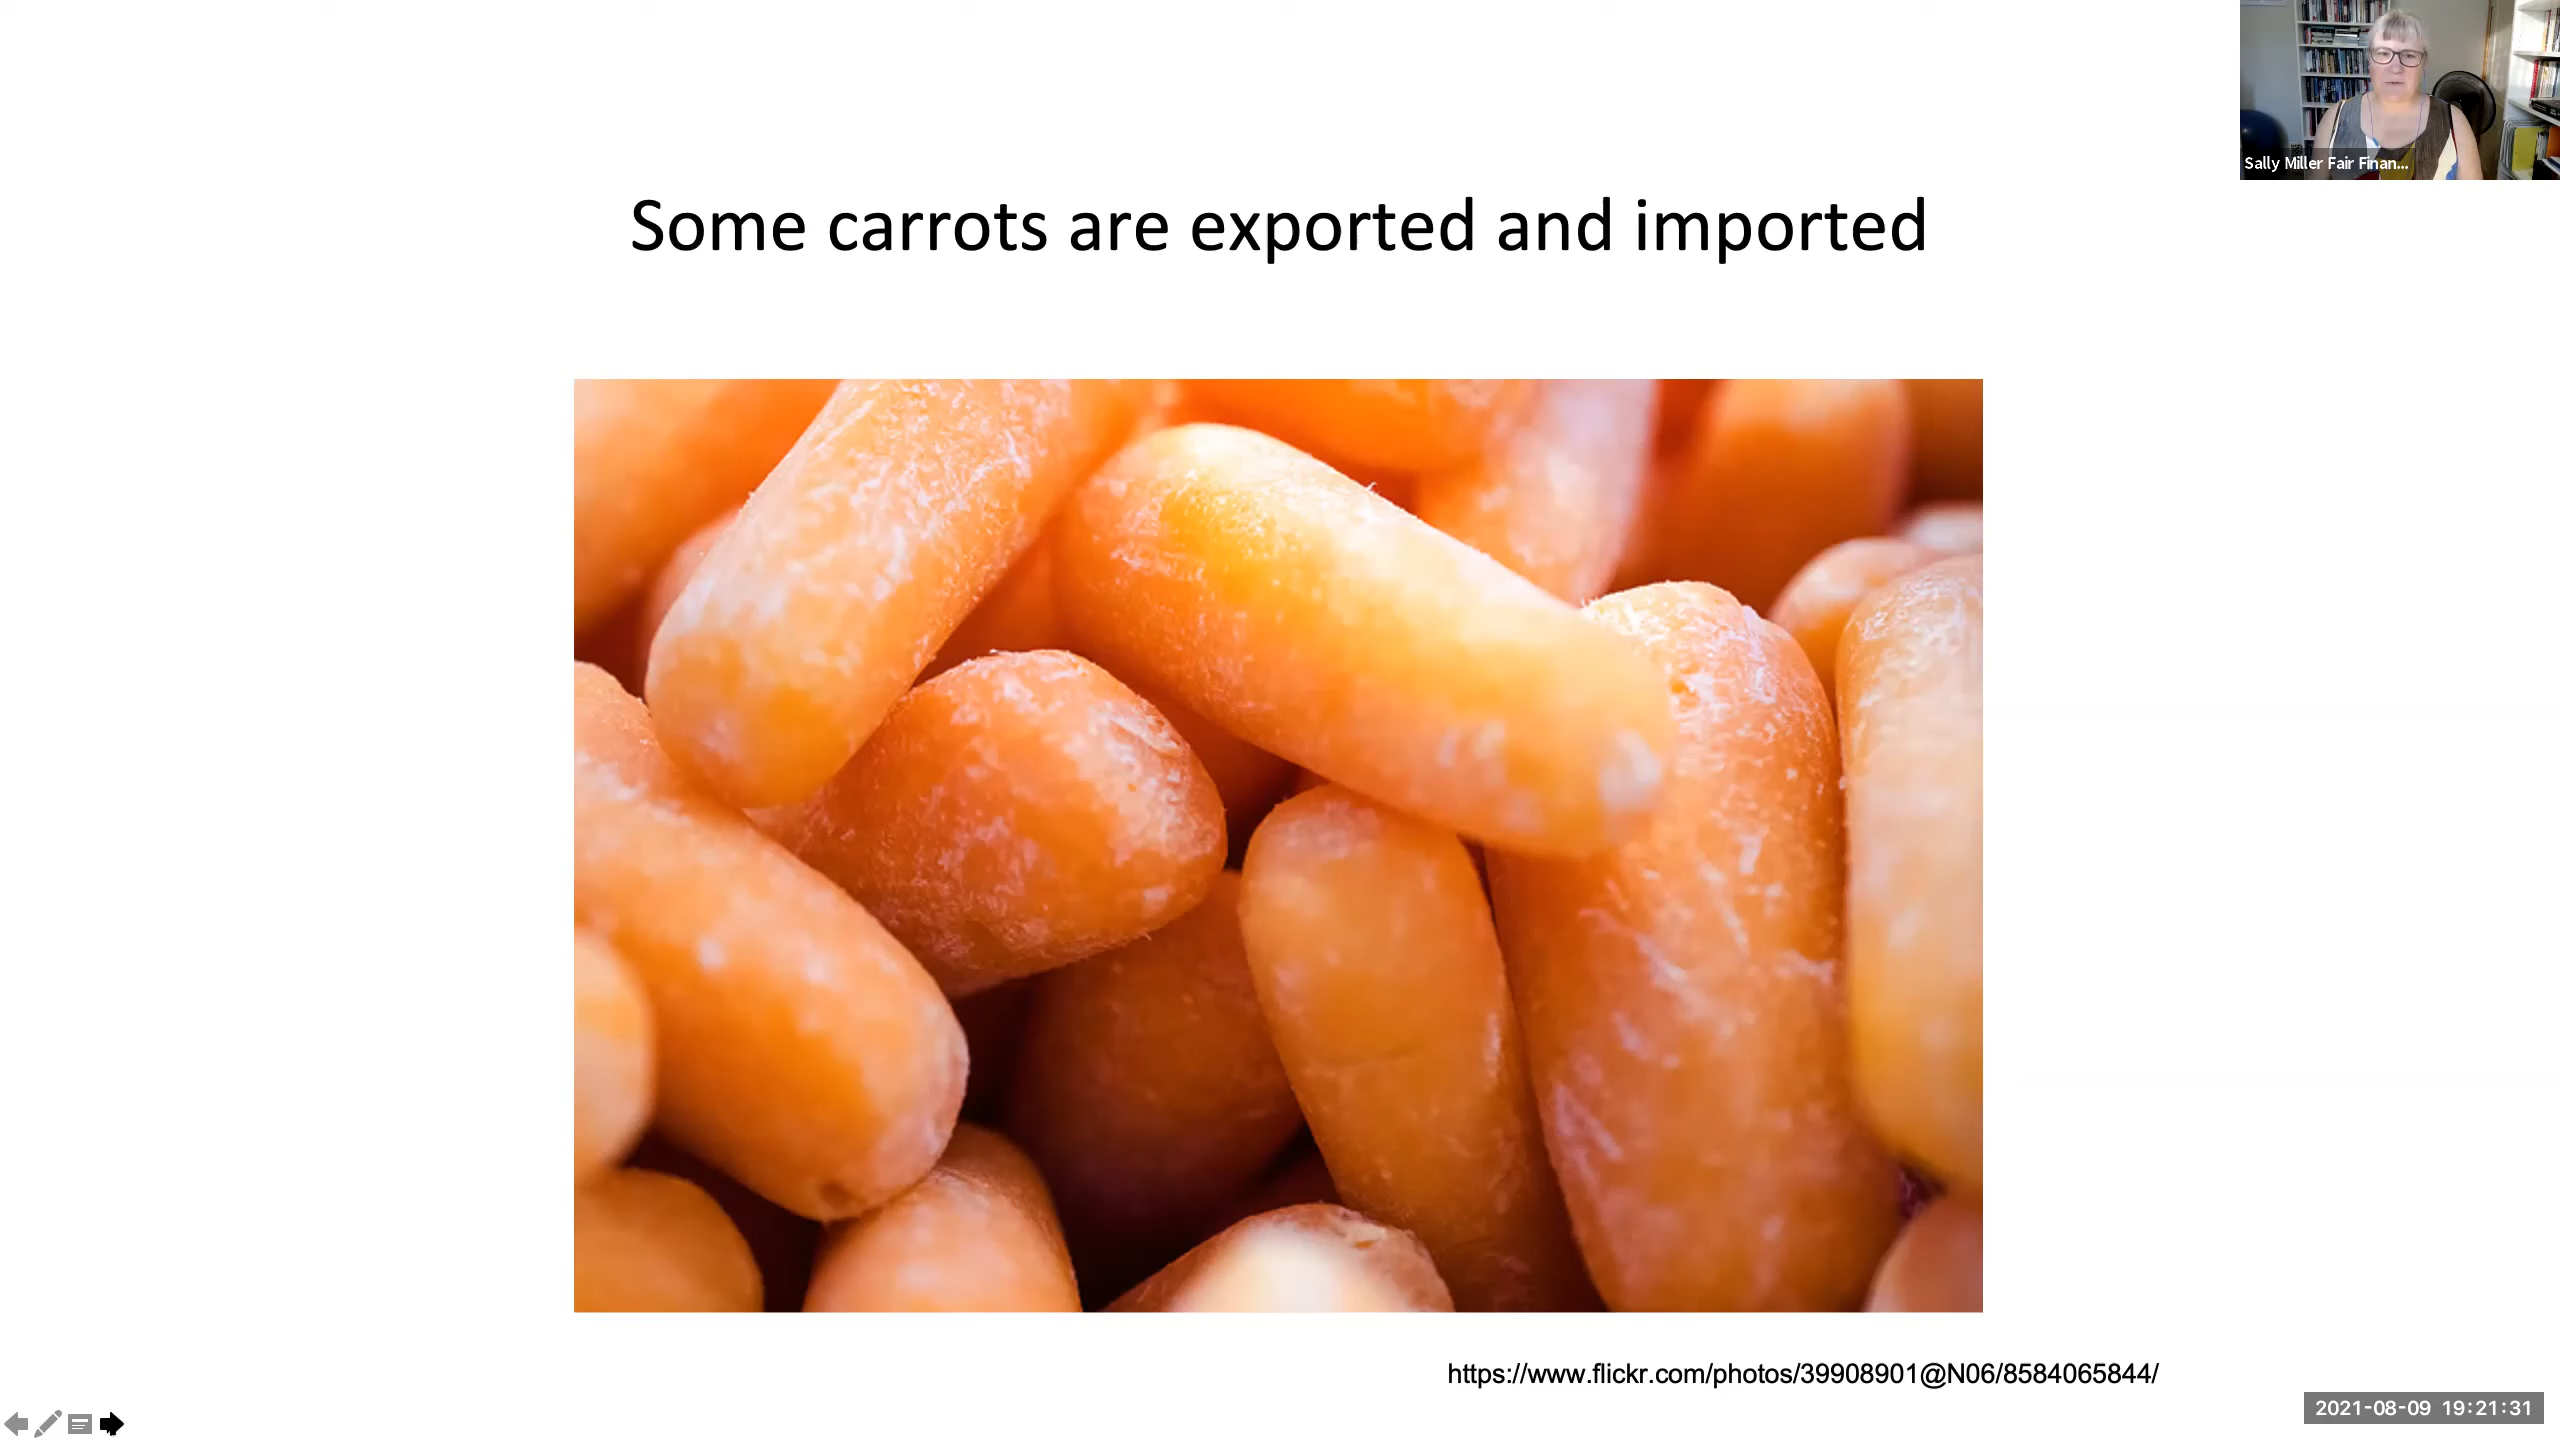 Sally Miller Fair Finan...
Some carrots are exported and imported
https://www.flickr.com/photos/39908901@N06/8584065844/
2021-08-09 19:21:31